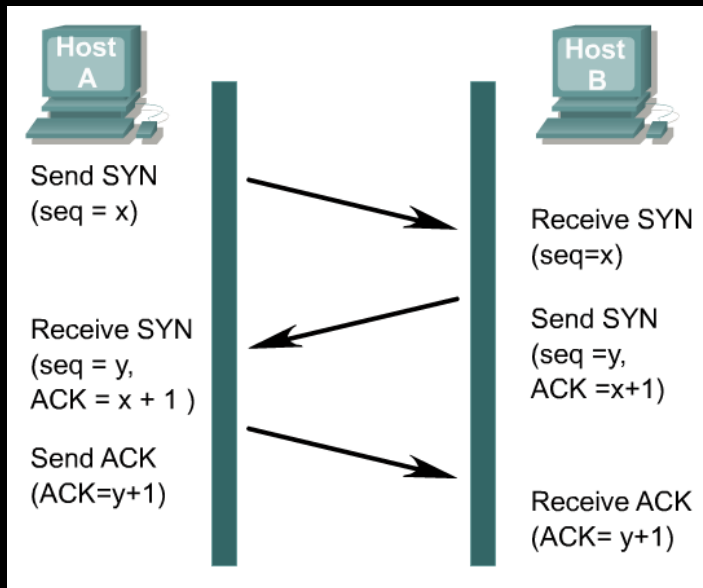 Host
A
Host
B
Send SYN
(seq = x)
Receive SYN
(seq=x)
Send SYN
(seq =y,
ACK =x+1)
Receive SYN
(seq = y,
ACK = x + 1 )
Send ACK
(ACK=y+1)
Receive ACK
(ACK= y+1)